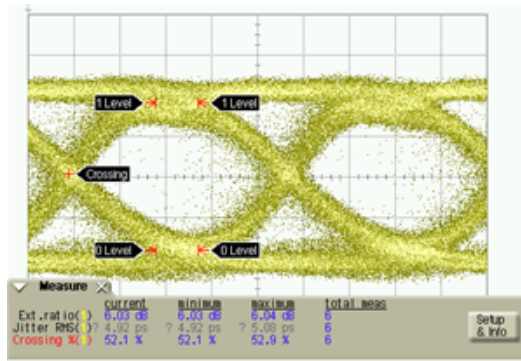 1 Level 1 Level
Crossing
0 Level 0 Level
Measure
current minimum maximum total meas
Ext.ratio( ) 6.03 dB 6.03 dB 6.04 dB 6
Jitter RMS( )? 4.92 ps ? 4.92 ps ? 5.08 ps 6
Crossing %( ) 52.1 % 52.1 % 52.9 % 6
Setup
& Info